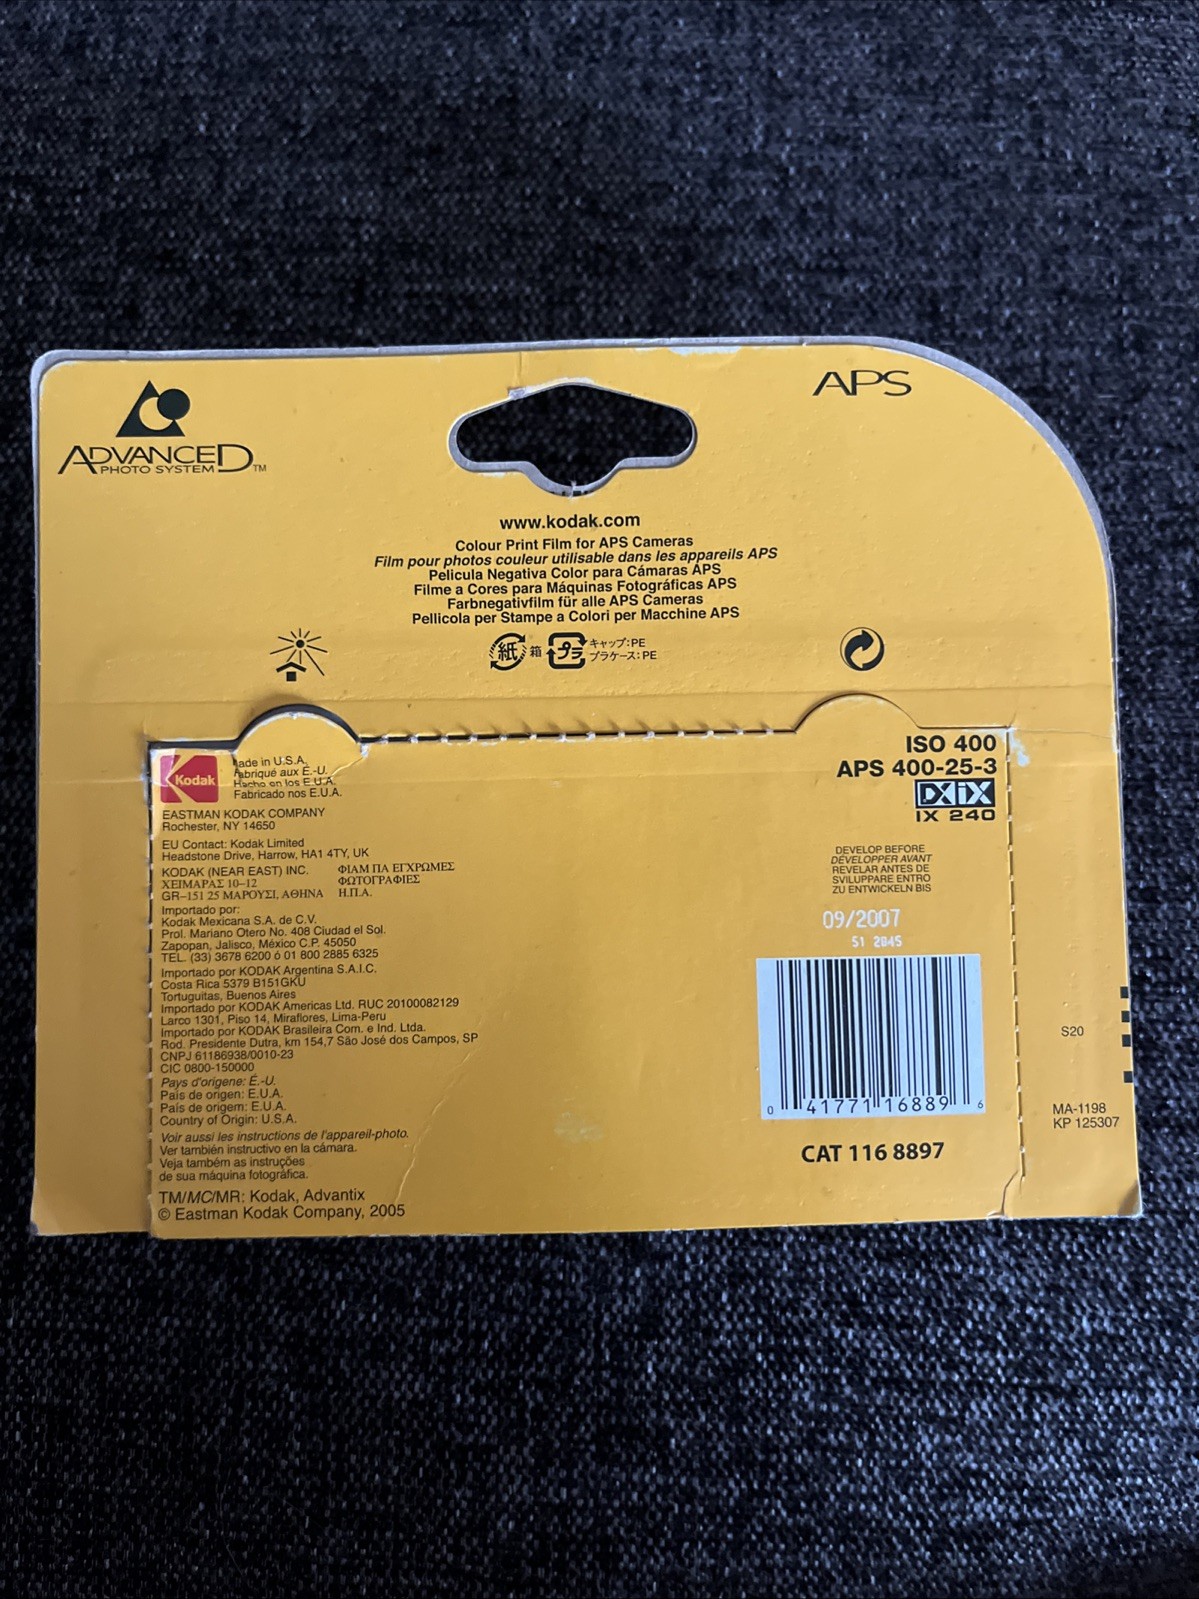 ADVANCED
PHOTO SYSTEM™
APS
www.kodak.com
Colour Print Film for APS Cameras
Film pour photos couleur utilisable dans les appareils APS
Pelicula Negativa Color para Cámaras APS
Filme a Cores para Máquinas Fotográficas APS
Farbnegativfilm für alle APS Cameras
Pellicola per Stampe a Colori per Macchine APS
紙 箱 プラ キャップ:PE
プラケース:PE
Kodak
ade in U.S.A.
abriqué aux É.-U.
Hecho en los E.U.A.
Fabricado nos E.U.A.
EASTMAN KODAK COMPANY
Rochester, NY 14650
EU Contact: Kodak Limited
Headstone Drive, Harrow, HA1 4TY, UK
KODAK (NEAR EAST) INC.
ΧΕΙΜΑΡΑΣ 10–12
GR–151 25 ΜΑΡΟΥΣΙ, ΑΘΗΝΑ
ΦΙΛΜ ΓΙΑ ΕΓΧΡΩΜΕΣ
ΦΩΤΟΓΡΑΦΙΕΣ
Η.Π.Α.
Importado por:
Kodak Mexicana S.A. de C.V.
Prol. Mariano Otero No. 408 Ciudad el Sol.
Zapopan, Jalisco, México C.P. 45050
TEL. (33) 3678 6200 ó 01 800 2885 6325
Importado por KODAK Argentina S.A.I.C.
Costa Rica 5379 B151GKU
Tortuguitas, Buenos Aires
Importado por KODAK Americas Ltd. RUC 20100082129
Larco 1301, Piso 14, Miraflores, Lima-Peru
Importado por KODAK Brasileira Com. e Ind. Ltda.
Rod. Presidente Dutra, km 154,7 São José dos Campos, SP
CNPJ 61186938/0010-23
CIC 0800-150000
Pays d'origene: É.-U.
País de origen: E.U.A.
País de origem: E.U.A.
Country of Origin: U.S.A.
Voir aussi les instructions de l'appareil-photo.
Ver también instructivo en la cámara.
Veja também as instruções
de sua máquina fotográfica.
TM/MC/MR: Kodak, Advantix
© Eastman Kodak Company, 2005
ISO 400
APS 400-25-3
DX iX
IX 240
DEVELOP BEFORE
DÉVELOPPER AVANT
REVELAR ANTES DE
SVILUPPARE ENTRO
ZU ENTWICKELN BIS
09/2007
51 2845
0 41771 16889 6
CAT 116 8897
S20
MA-1198
KP 125307